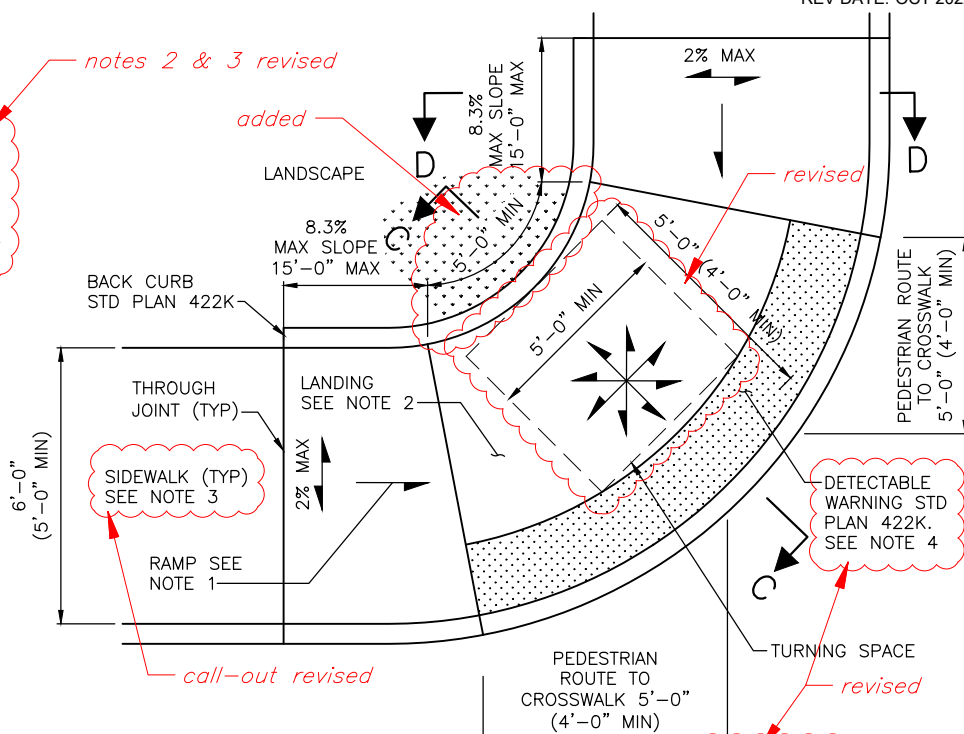 REV DATE: OCT 202
notes 2 & 3 revised
added
2% MAX
8.3%
MAX SLOPE
15'-0" MAX
D
D
LANDSCAPE
revised
C
5'-0" MIN
8.3%
MAX SLOPE
15'-0" MAX
5'-0" (4'-0" MIN)
BACK CURB
STD PLAN 422K
5'-0" MIN
PEDESTRIAN ROUTE
TO CROSSWALK
5'-0" (4'-0" MIN)
THROUGH
JOINT (TYP)
LANDING
SEE NOTE 2
6'-0"
(5'-0" MIN)
SIDEWALK (TYP)
SEE NOTE 3
2% MAX
DETECTABLE
WARNING STD
PLAN 422K.
SEE NOTE 4
RAMP SEE
NOTE 1
C
TURNING SPACE
call-out revised
PEDESTRIAN
ROUTE TO
CROSSWALK 5'-0"
(4'-0" MIN)
revised